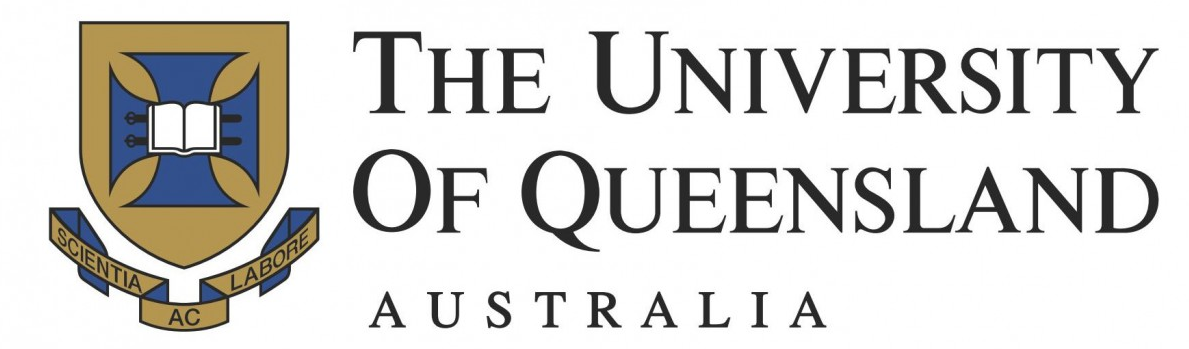 THE UNIVERSITY
OF QUEENSLAND
AUSTRALIA
SCIENTIA AC LABORE